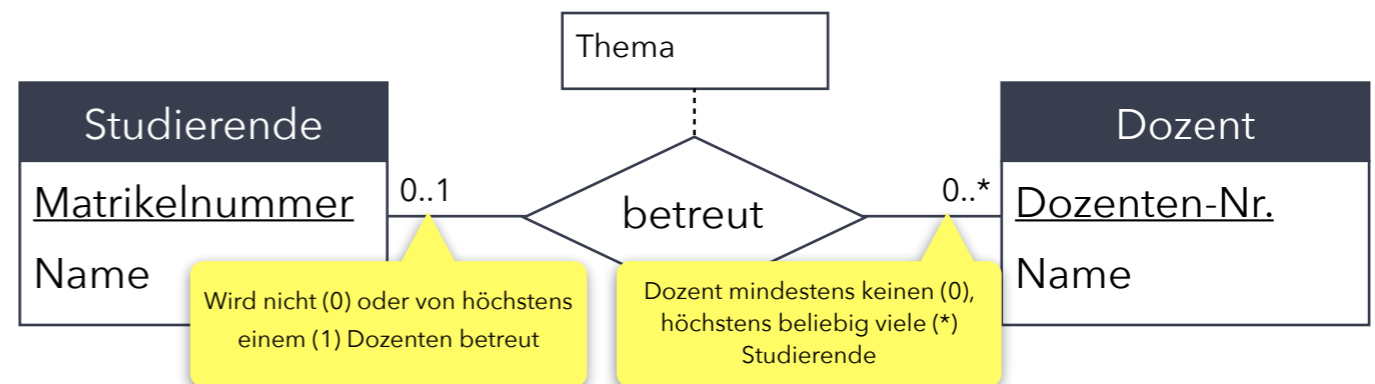 Thema
Studierende
Dozent
Matrikelnummer
0..1
betreut
0..*
Dozenten-Nr.
Name
Name
Wird nicht (0) oder von höchstens
einem (1) Dozenten betreut
Dozent mindestens keinen (0),
höchstens beliebig viele (*)
Studierende